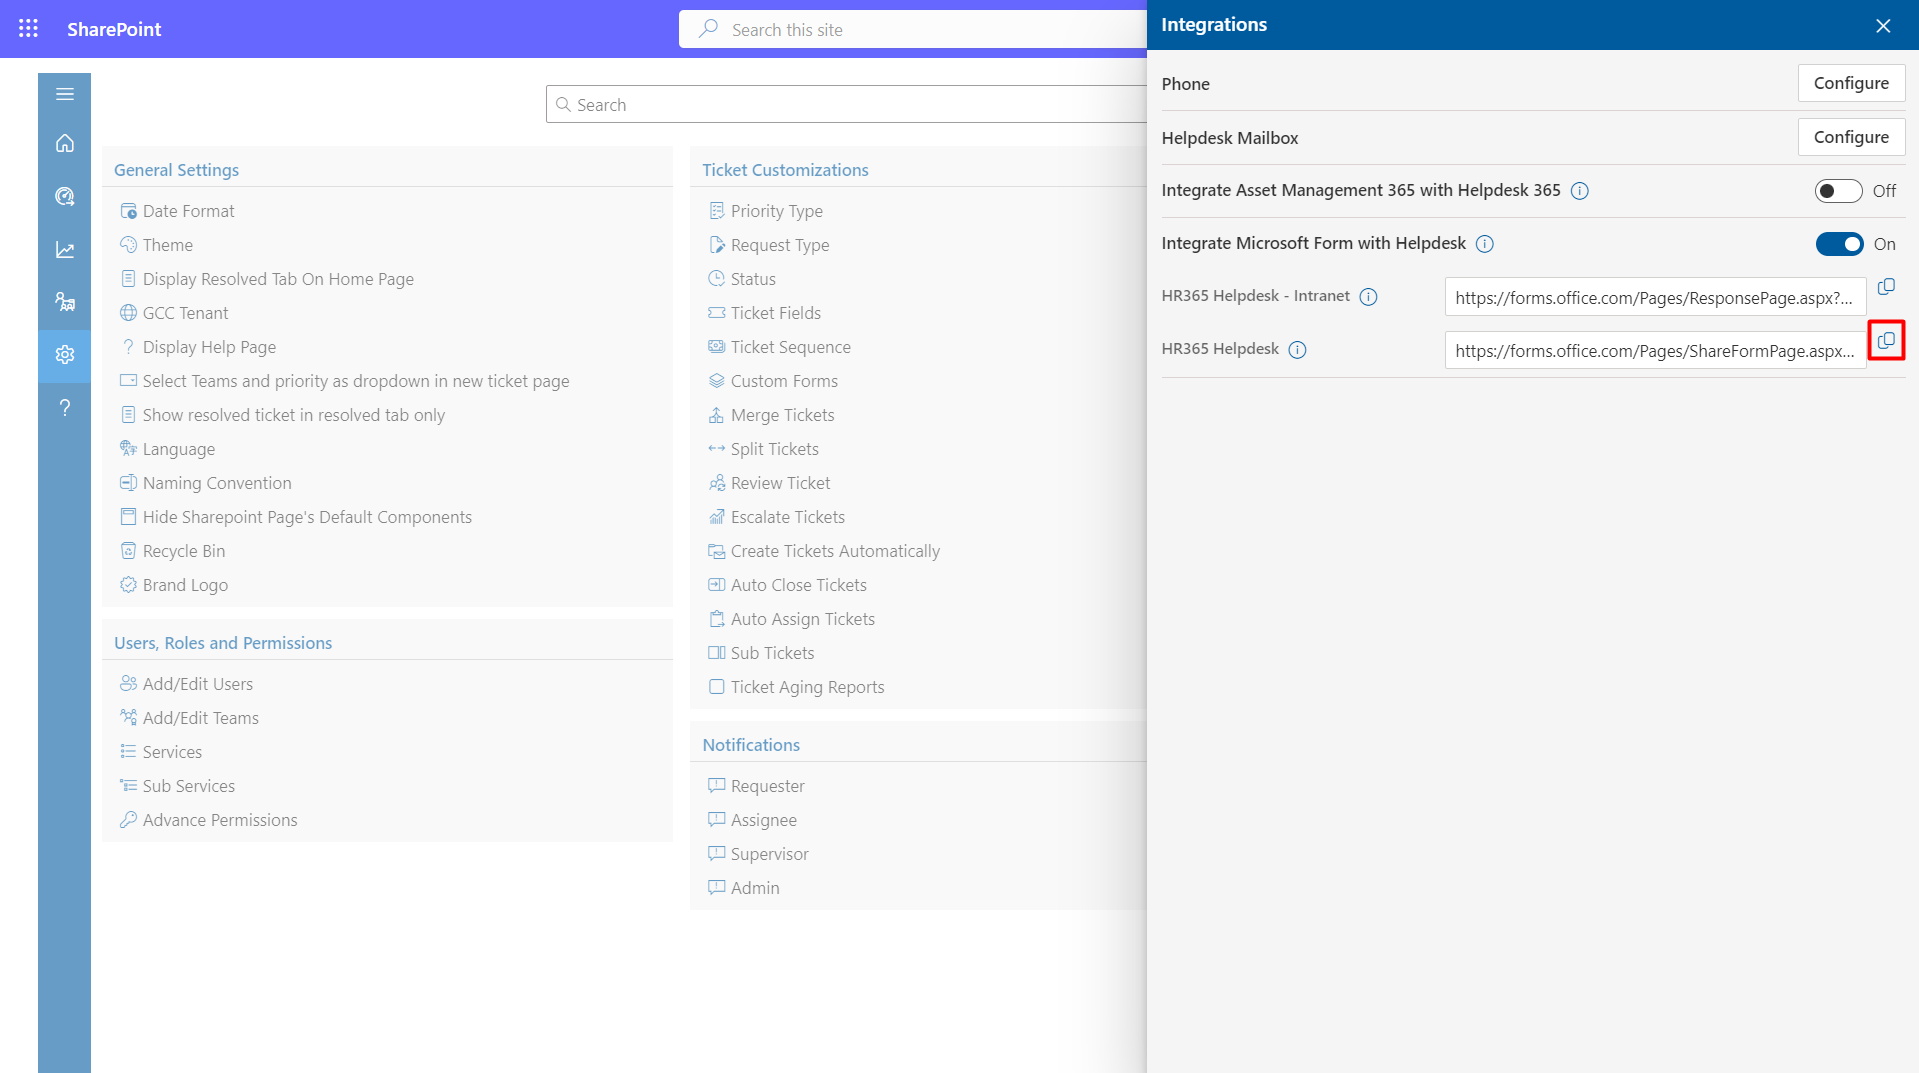 SharePoint
Search this site
Integrations
Search
Phone
Configure
Helpdesk Mailbox
Configure
Integrate Asset Management 365 with Helpdesk 365
Off
Integrate Microsoft Form with Helpdesk
On
HR365 Helpdesk - Intranet
https://forms.office.com/Pages/ResponsePage.aspx?...
HR365 Helpdesk
https://forms.office.com/Pages/ShareFormPage.aspx...
General Settings
Date Format
Theme
Display Resolved Tab On Home Page
GCC Tenant
Display Help Page
Select Teams and priority as dropdown in new ticket page
Show resolved ticket in resolved tab only
Language
Naming Convention
Hide Sharepoint Page's Default Components
Recycle Bin
Brand Logo
Users, Roles and Permissions
Add/Edit Users
Add/Edit Teams
Services
Sub Services
Advance Permissions
Ticket Customizations
Priority Type
Request Type
Status
Ticket Fields
Ticket Sequence
Custom Forms
Merge Tickets
Split Tickets
Review Ticket
Escalate Tickets
Create Tickets Automatically
Auto Close Tickets
Auto Assign Tickets
Sub Tickets
Ticket Aging Reports
Notifications
Requester
Assignee
Supervisor
Admin